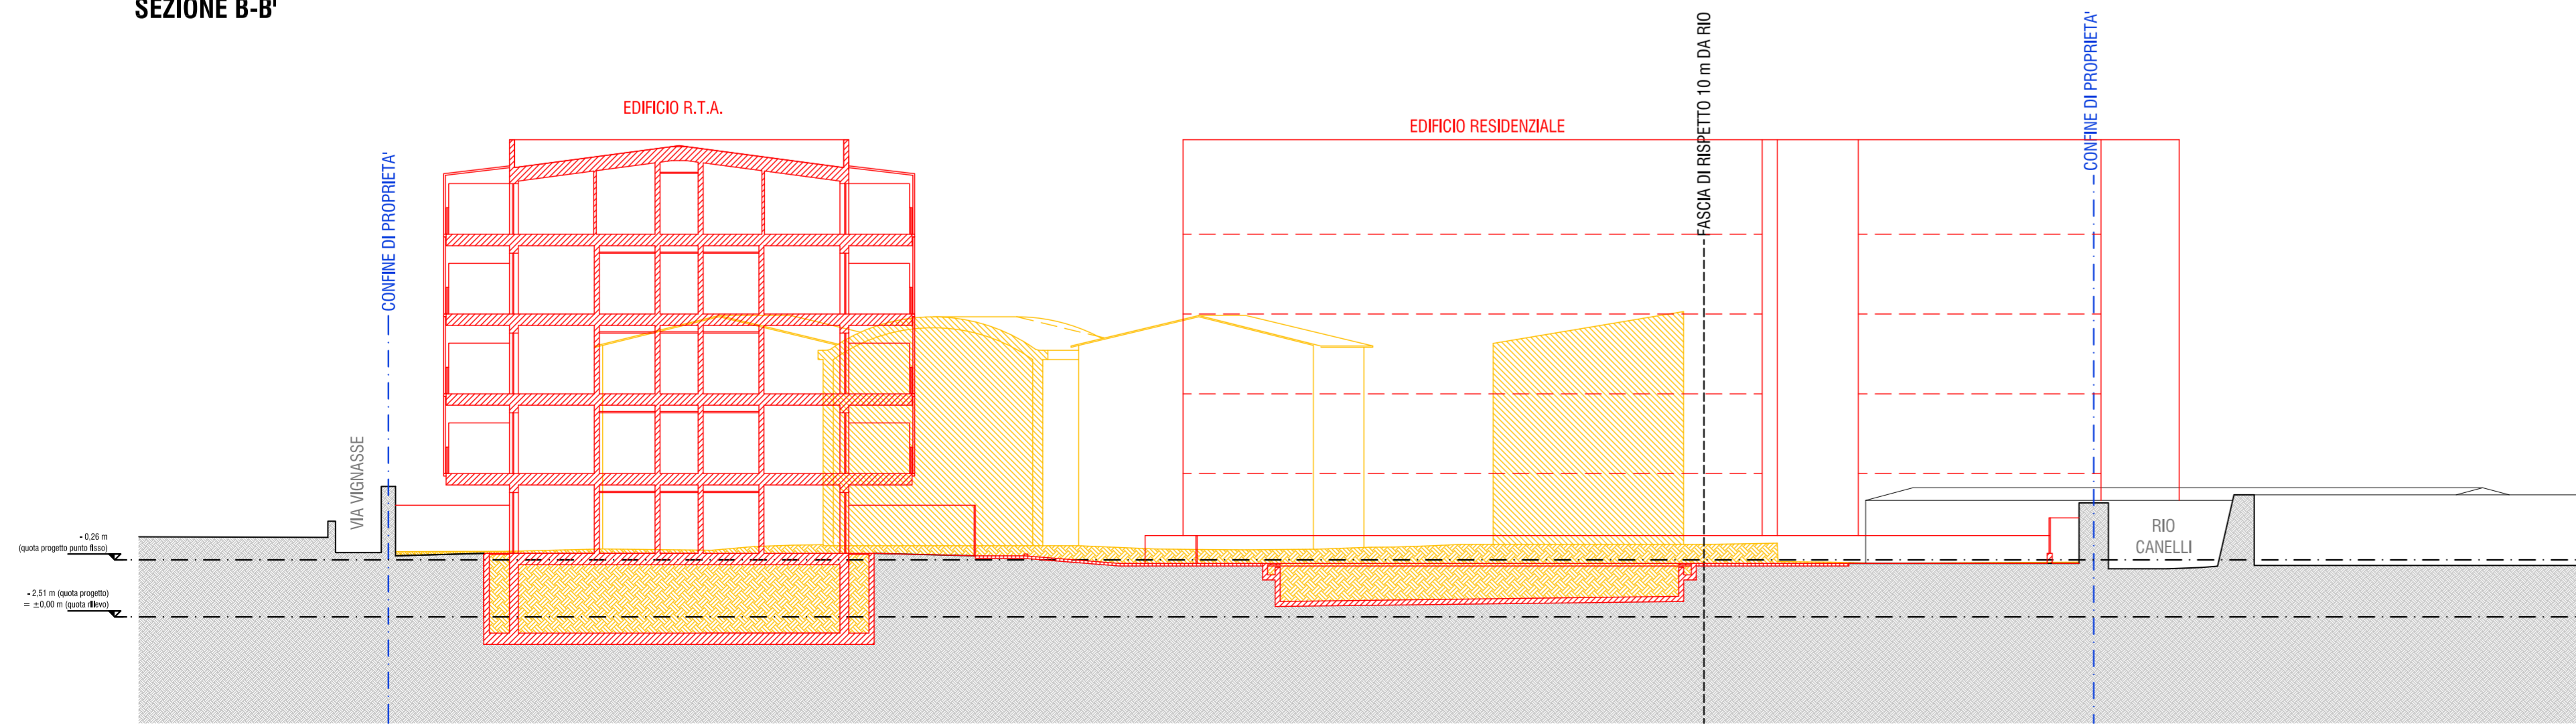 SEZIONE B-B'
EDIFICIO R.T.A.
EDIFICIO RESIDENZIALE
FASCIA DI RISPETTO 10 m DA RIO
CONFINE DI PROPRIETA'
CONFINE DI PROPRIETA'
VIA VIGNASSE
RIO
CANELLI
- 0,26 m
(quota progetto punto fisso)
- 2,51 m (quota progetto)
= ±0,00 m (quota rilievo)